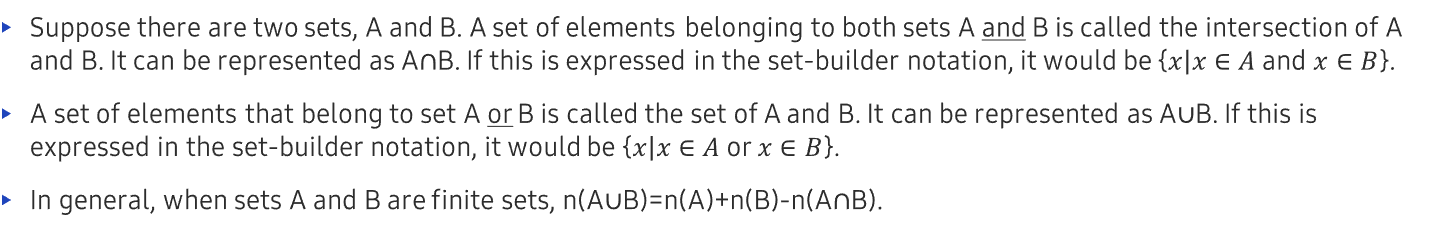 ▸ Suppose there are two sets, A and B. A set of elements belonging to both sets A and B is called the intersection of A
and B. It can be represented as A∩B. If this is expressed in the set-builder notation, it would be {x|x ∈ A and x ∈ B}.
▸ A set of elements that belong to set A or B is called the set of A and B. It can be represented as A∪B. If this is
expressed in the set-builder notation, it would be {x|x ∈ A or x ∈ B}.
▸ In general, when sets A and B are finite sets, n(A∪B)=n(A)+n(B)-n(A∩B).